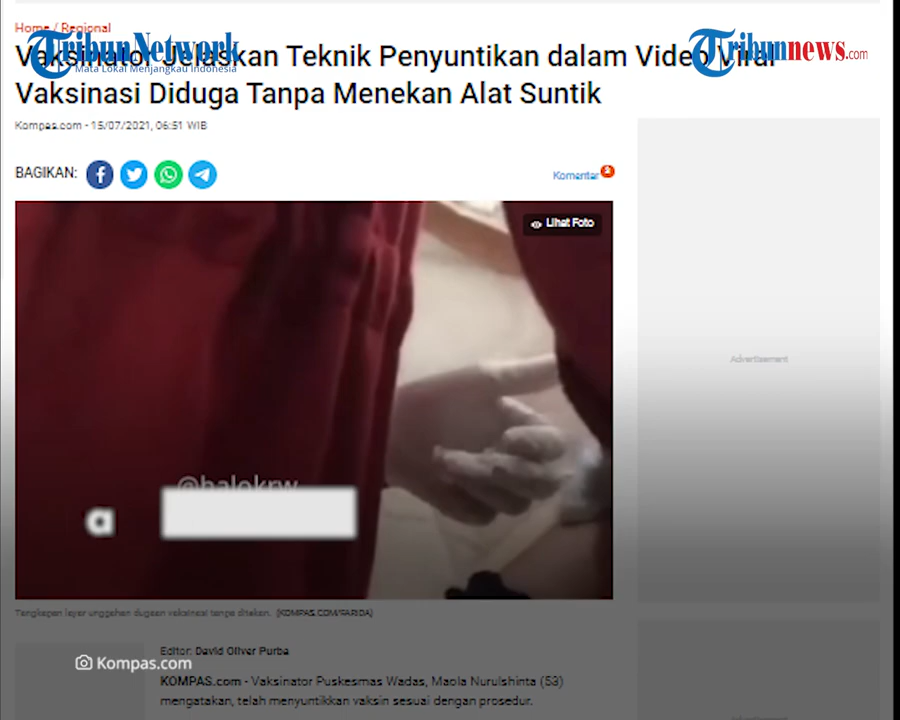 Home / Regional
Vaksinator Jelaskan Teknik Penyuntikan dalam Video Viral
Vaksinasi Diduga Tanpa Menekan Alat Suntik
TribunNetwork
Mata Lokal Menjangkau Indonesia
Tribunnews.com
Kompas.com - 15/07/2021, 06:51 WIB
BAGIKAN:
Komentar
Lihat Foto
Advertisement
@halokrw
a
Tangkapan layar unggahan dugaan vaksinasi tanpa ditekan. (KOMPAS.COM/FARIDA)
Editor: David Oliver Purba
Kompas.com
KOMPAS.com - Vaksinator Puskesmas Wadas, Maola Nurulshinta (53)
mengatakan, telah menyuntikkan vaksin sesuai dengan prosedur.